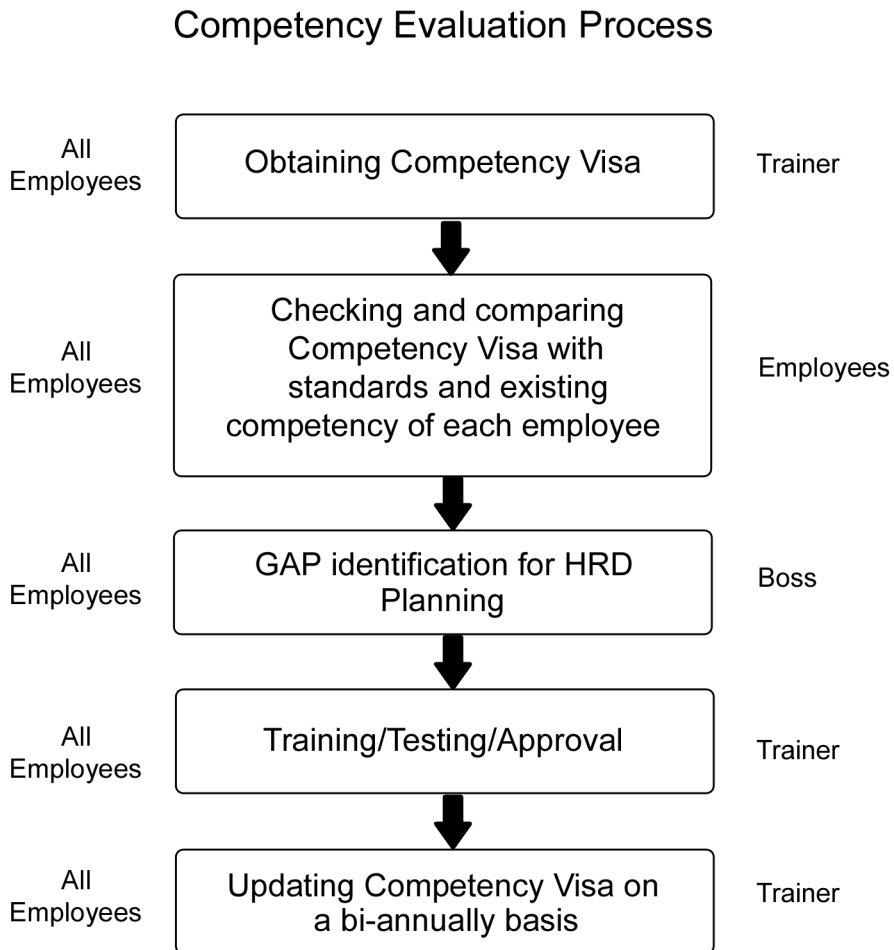 Competency Evaluation Process
All
Employees
Obtaining Competency Visa
Trainer
All
Employees
Checking and comparing
Competency Visa with
standards and existing
competency of each employee
Employees
All
Employees
GAP identification for HRD
Planning
Boss
All
Employees
Training/Testing/Approval
Trainer
All
Employees
Updating Competency Visa on
a bi-annually basis
Trainer